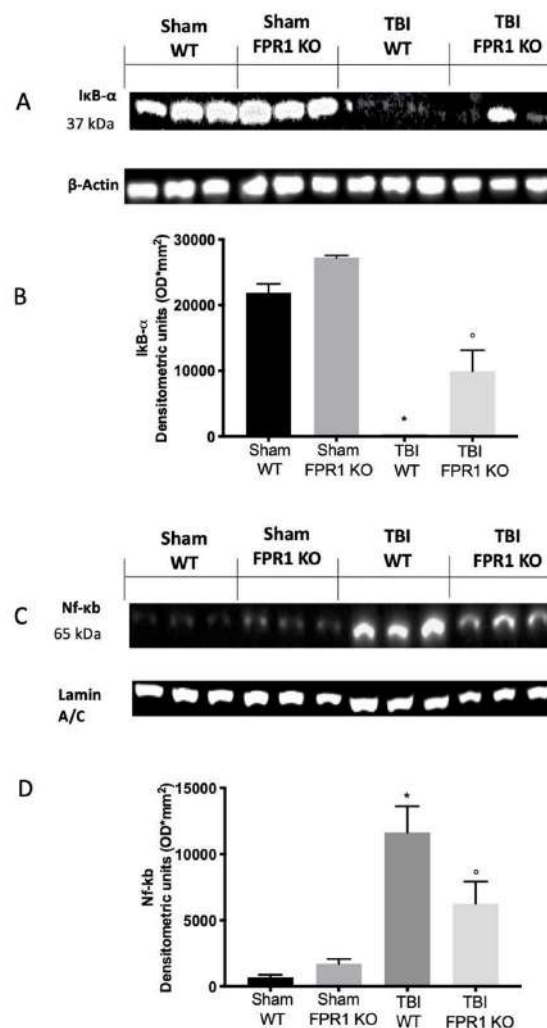 Sham Sham TBI TBI
WT FPR1 KO WT FPR1 KO
A
IκB-α
37 kDa
β-Actin
B
IkB-α
Densitometric units (OD*mm²)
30000
20000
10000
0
*
°
Sham Sham TBI TBI
WT FPR1 KO WT FPR1 KO
Sham Sham TBI TBI
WT FPR1 KO WT FPR1 KO
C
Nf-κb
65 kDa
Lamin
A/C
D
Nf-kb
Densitometric units (OD*mm²)
15000
10000
5000
0
*
°
Sham Sham TBI TBI
WT FPR1 KO WT FPR1 KO